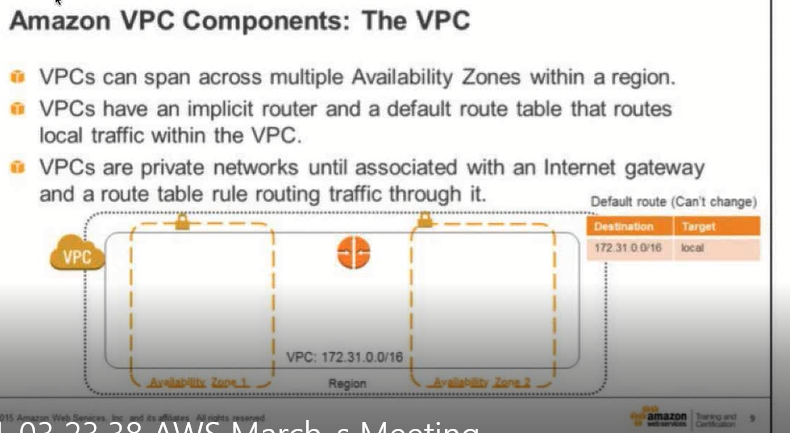 Amazon VPC Components: The VPC
VPCs can span across multiple Availability Zones within a region.
VPCs have an implicit router and a default route table that routes
local traffic within the VPC.
VPCs are private networks until associated with an Internet gateway
and a route table rule routing traffic through it.
Default route (Can't change)
Destination Target
172.31.0.0/16 local
VPC
VPC: 172.31.0.0/16
Availability Zone 1 Region Availability Zone 2
015 Amazon Web Services, Inc. and its affiliates. All rights reserved.
amazon web services Training and Certification 9
03-23 38 AWS March s Meeting